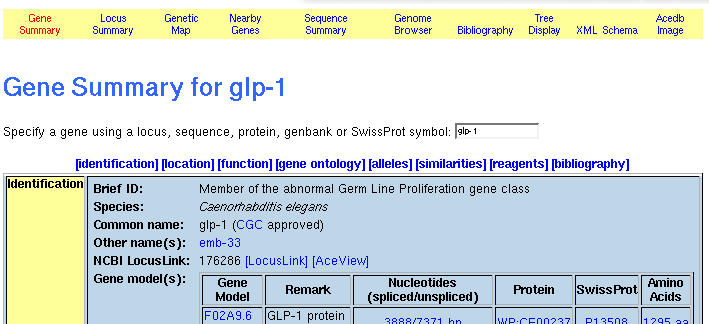 Gene Summary Locus Summary Genetic Map Nearby Genes Sequence Summary Genome Browser Bibliography Tree Display XML Schema Acedb Image
Gene Summary for glp-1
Specify a gene using a locus, sequence, protein, genbank or SwissProt symbol: glp-1
[identification] [location] [function] [gene ontology] [alleles] [similarities] [reagents] [bibliography]
Identification Brief ID: Member of the abnormal Germ Line Proliferation gene class
Species: Caenorhabditis elegans
Common name: glp-1 (CGC approved)
Other name(s): emb-33
NCBI LocusLink: 176286 [LocusLink] [AceView]
Gene model(s):
Gene Model Remark Nucleotides (spliced/unspliced) Protein SwissProt Amino Acids
F02A9.6 GLP-1 protein 3888/7371 bp WP:CE00237 P13508 1295 aa